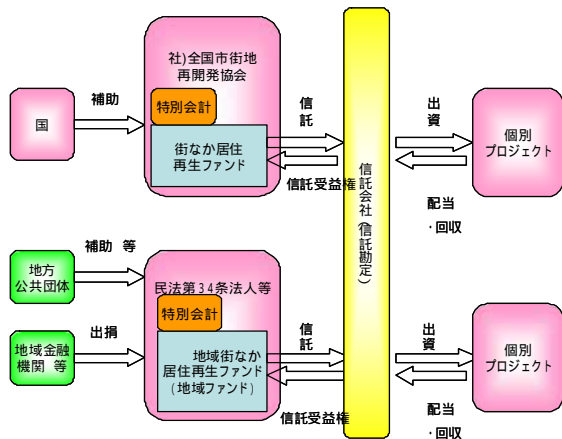 社)全国市街地
再開発協会
国
補助
特別会計
街なか居住
再生ファンド
信
託
信託受益権
信託会社(信託勘定)
出
資
配当
・回収
個別
プロジェクト
地方
公共団体
補助 等
地域金融
機関 等
出捐
民法第34条法人等
特別会計
地域街なか
居住再生ファンド
(地域ファンド)
信
託
信託受益権
出
資
配当
・回収
個別
プロジェクト